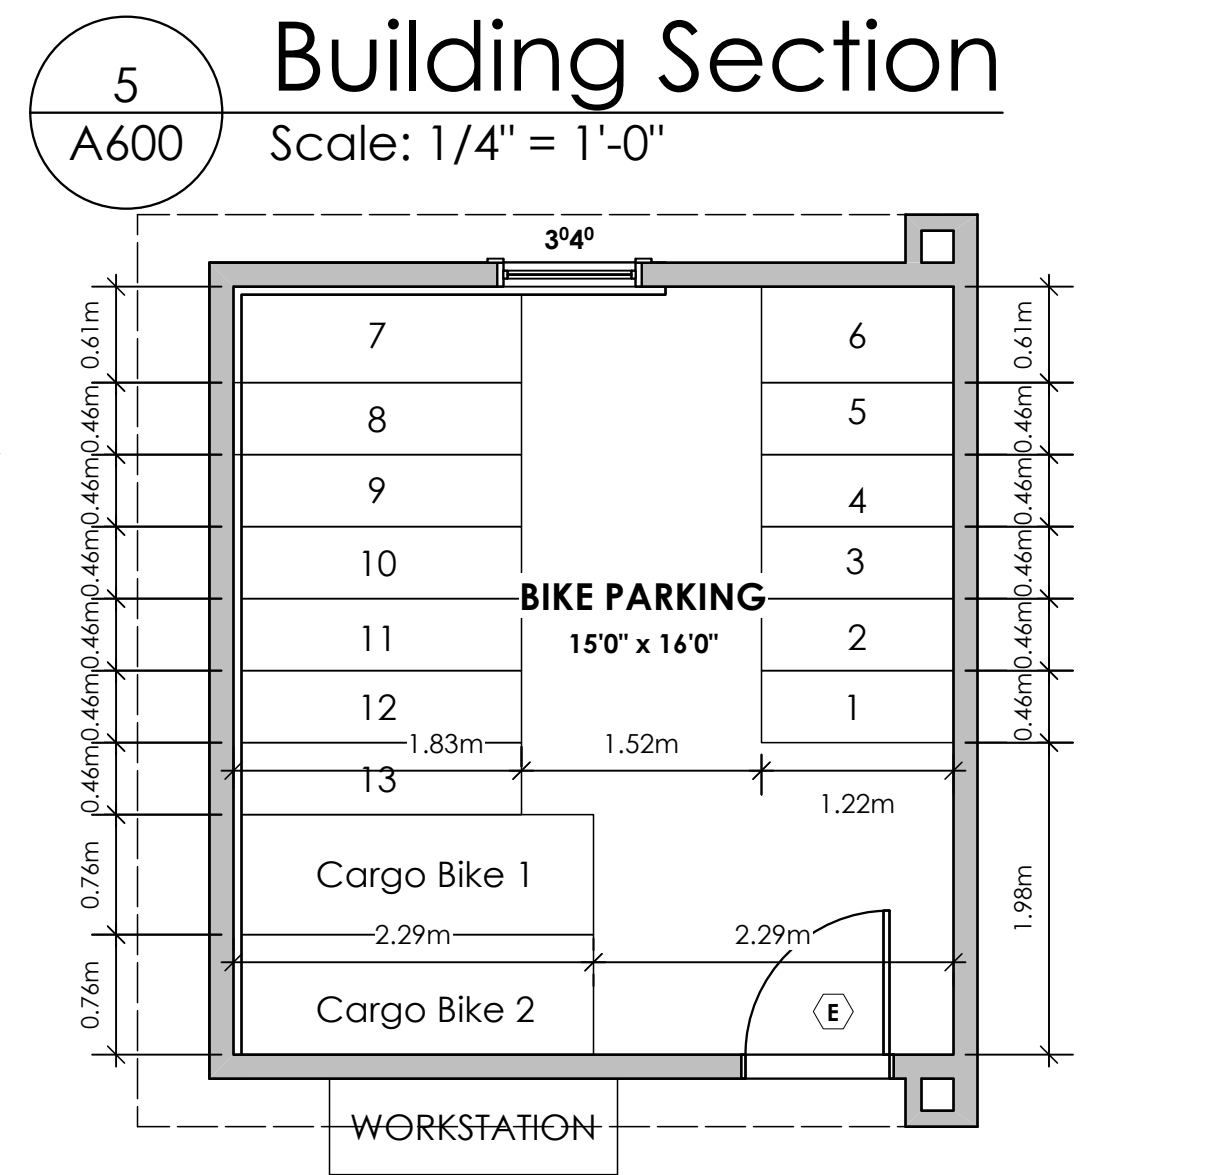 5
A600
Building Section
Scale: 1/4" = 1'-0"
3⁰4⁰
0.61m
0.46m
0.46m
0.46m
0.46m
0.46m
0.46m
0.76m
0.76m
7
8
9
10
11
12
13
Cargo Bike 1
Cargo Bike 2
BIKE PARKING
15'0" x 16'0"
6
5
4
3
2
1
1.83m
1.52m
1.22m
2.29m
2.29m
E
0.61m
0.46m
0.46m
0.46m
0.46m
0.46m
1.98m
WORKSTATION